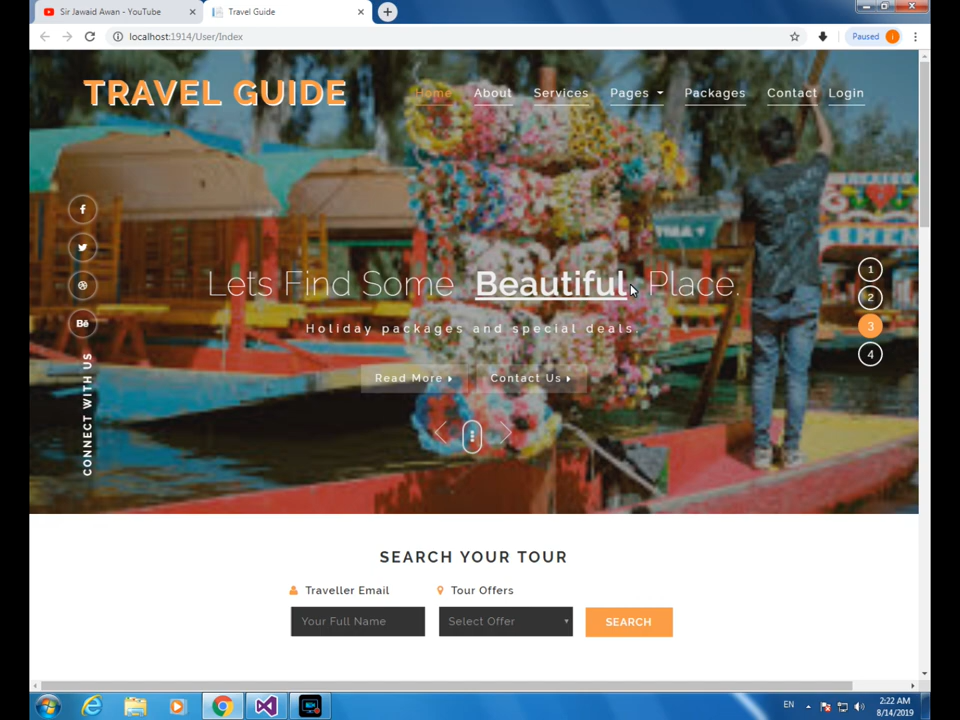 Sir Jawaid Awan - YouTube
Travel Guide
localhost:1914/User/Index
Paused
i
TRAVEL GUIDE
Home About Services Pages Packages Contact Login
Lets Find Some Beautiful Place.
Holiday packages and special deals.
Read More Contact Us
1
2
3
4
CONNECT WITH US
SEARCH YOUR TOUR
Traveller Email Tour Offers
Your Full Name Select Offer SEARCH
EN
2:22 AM
8/14/2019